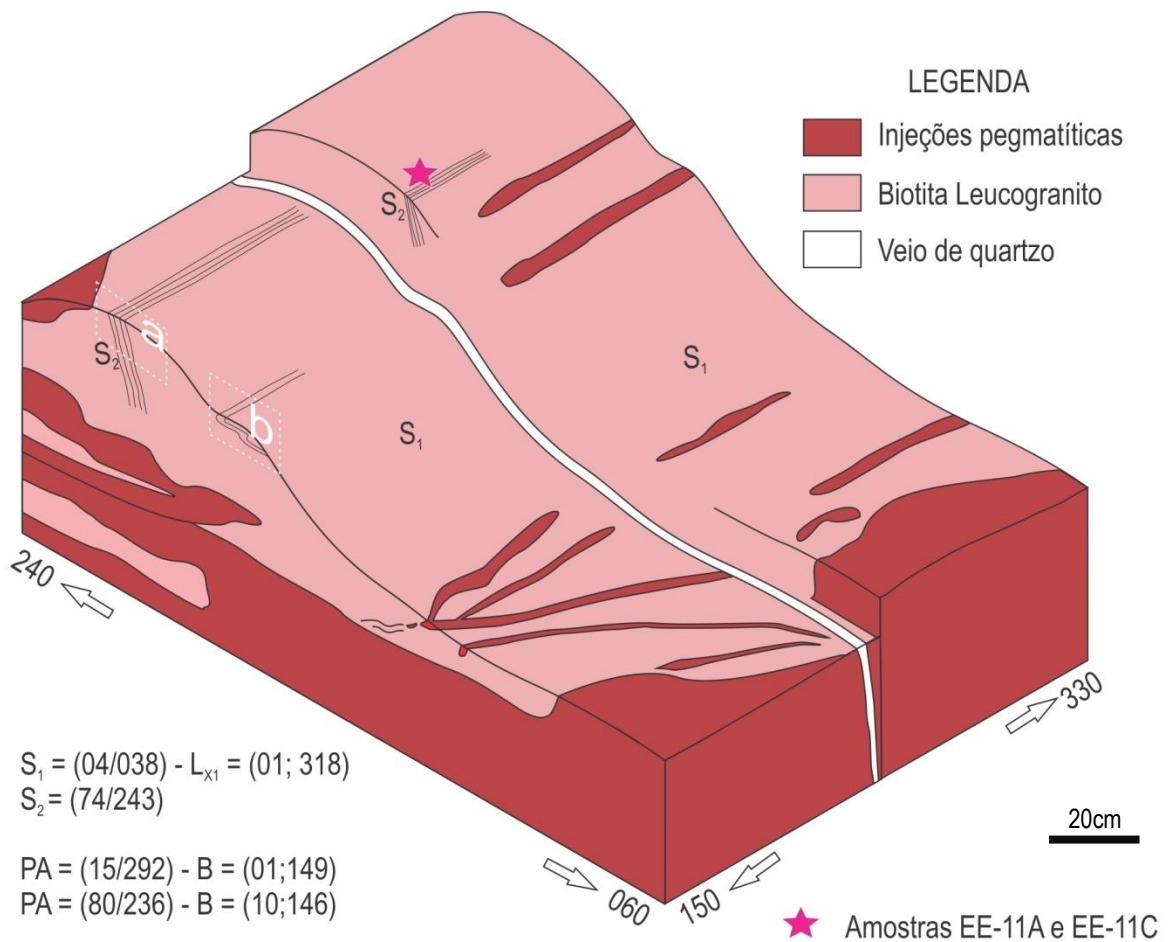 LEGENDA
Injeções pegmatíticas
Biotita Leucogranito
Veio de quartzo
S₂
a
S₂
b
S₁
S₁
240
330
060
150
S₁ = (04/038) - Lₓ₁ = (01; 318)
S₂ = (74/243)
PA = (15/292) - B = (01;149)
PA = (80/236) - B = (10;146)
20cm
Amostras EE-11A e EE-11C